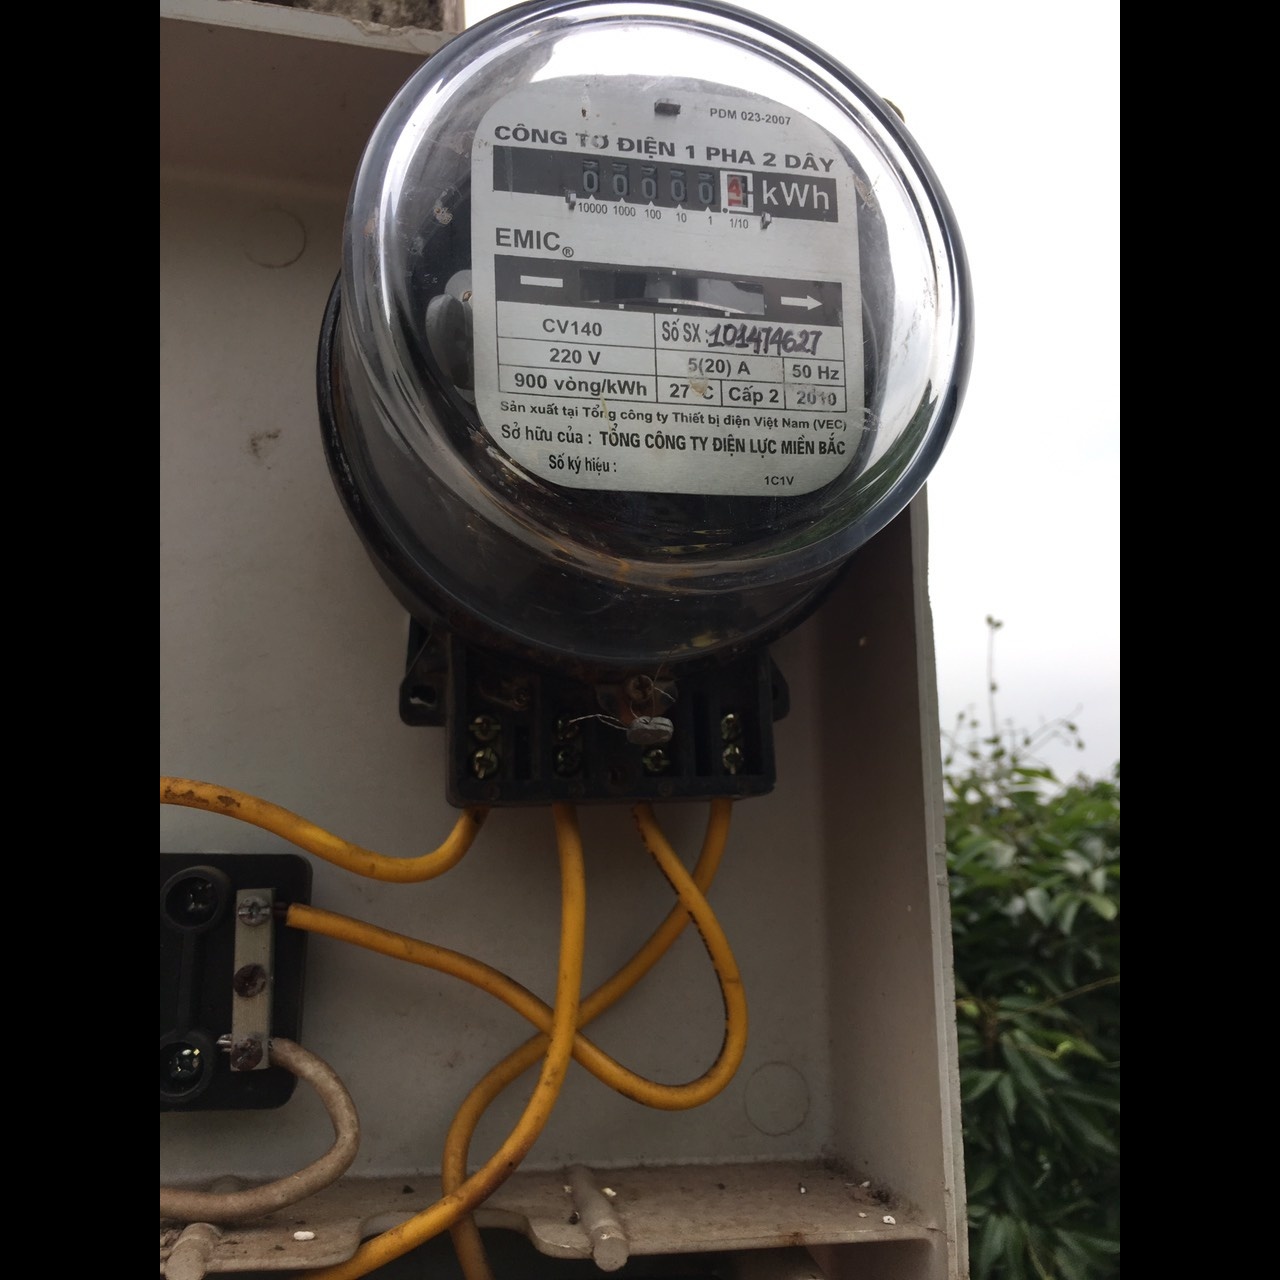 PDM 023-2007
CÔNG TƠ ĐIỆN 1 PHA 2 DÂY
0 0 0 0 0 4 kWh
10000 1000 100 10 1 1/10
EMIC®
CV140 Số SX: 101474627
220 V 5(20) A 50 Hz
900 vòng/kWh 27°C Cấp 2 2010
Sản xuất tại Tổng công ty Thiết bị điện Việt Nam (VEC)
Sở hữu của : TỔNG CÔNG TY ĐIỆN LỰC MIỀN BẮC
Số ký hiệu :
1C1V